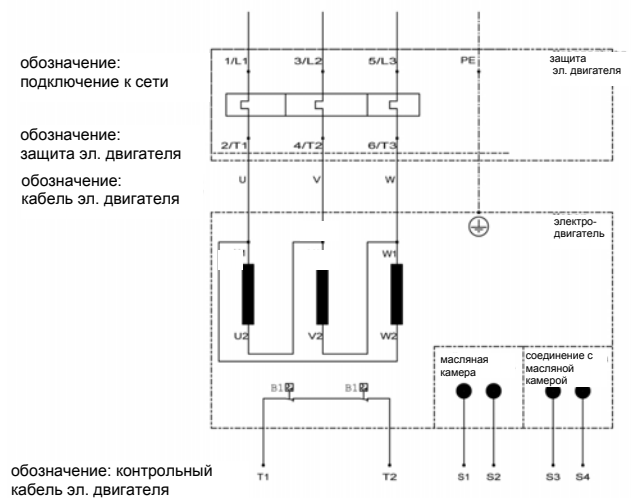 обозначение:
подключение к сети
1/L1 3/L2 5/L3 PE
защита
эл. двигателя
обозначение:
защита эл. двигателя
2/T1 4/T2 6/T3
обозначение:
кабель эл. двигателя
U V W
электро-
двигатель
W1
U2 V2 W2
масляная
камера
соединение с
масляной
камерой
B1 B1
обозначение: контрольный
кабель эл. двигателя
T1 T2 S1 S2 S3 S4